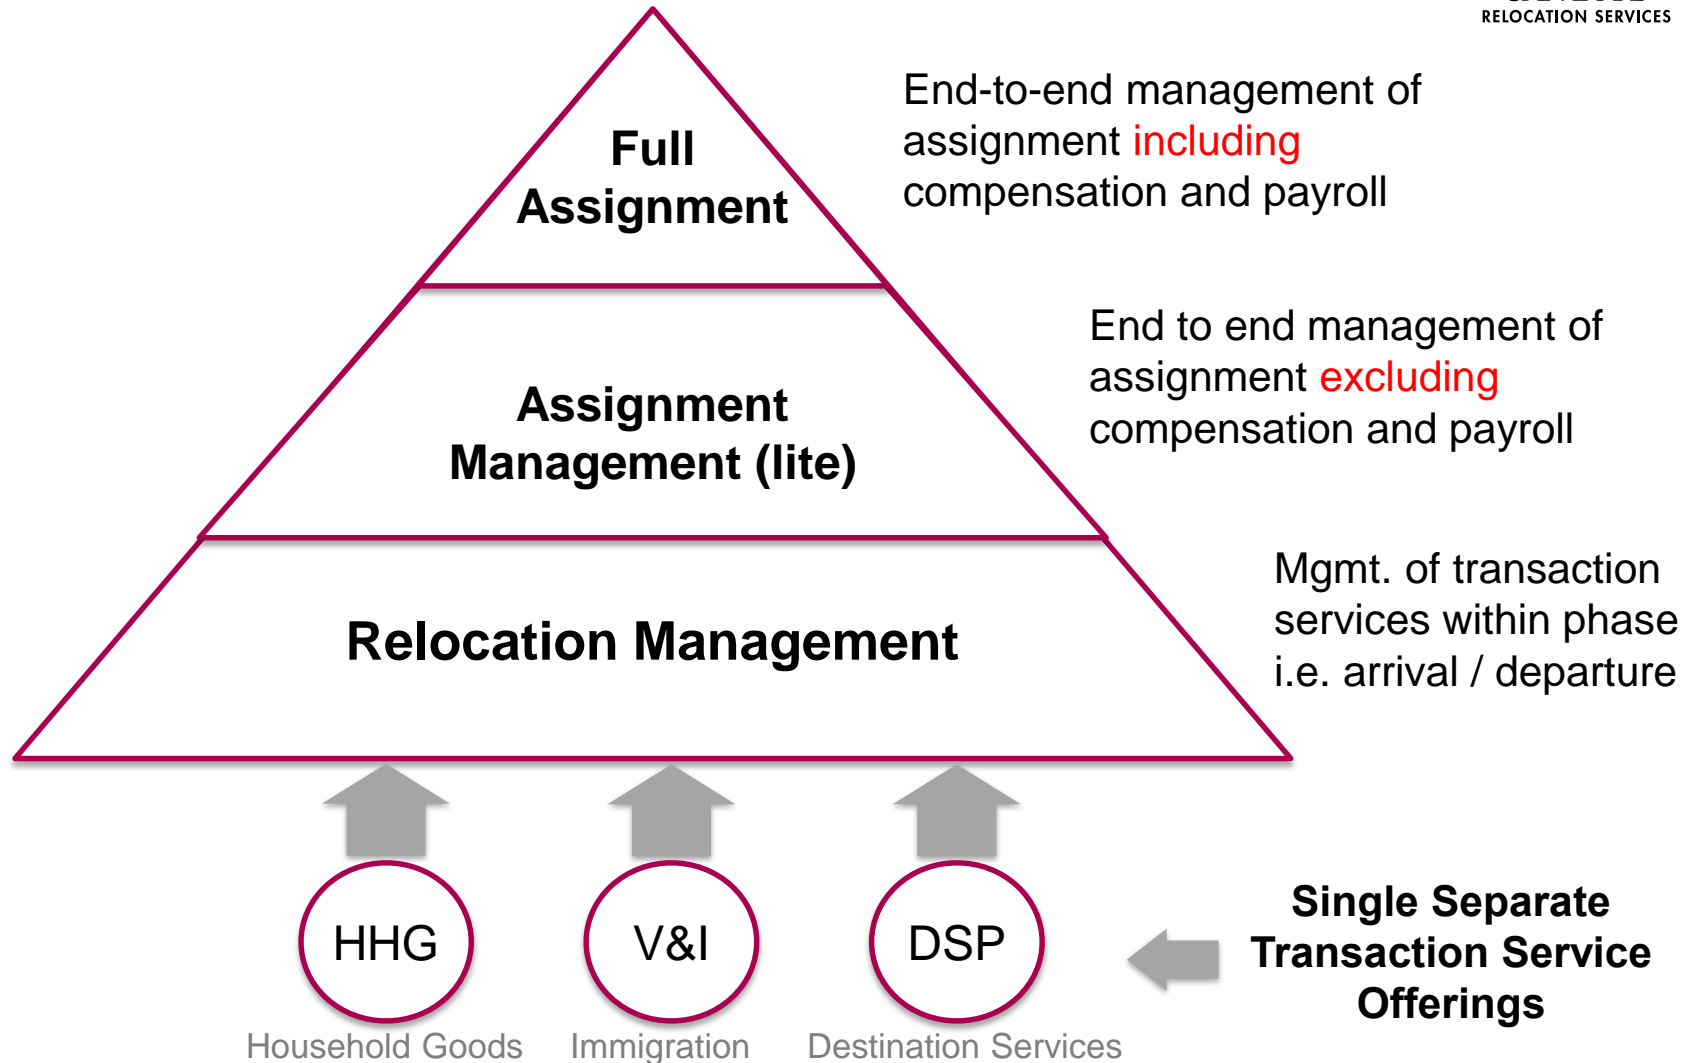 RELOCATION SERVICES
End-to-end management of
assignment including
compensation and payroll
Full
Assignment
End to end management of
assignment excluding
compensation and payroll
Assignment
Management (lite)
Mgmt. of transaction
services within phase
i.e. arrival / departure
Relocation Management
HHG
V&I
DSP
Single Separate
Transaction Service
Offerings
Household Goods
Immigration
Destination Services